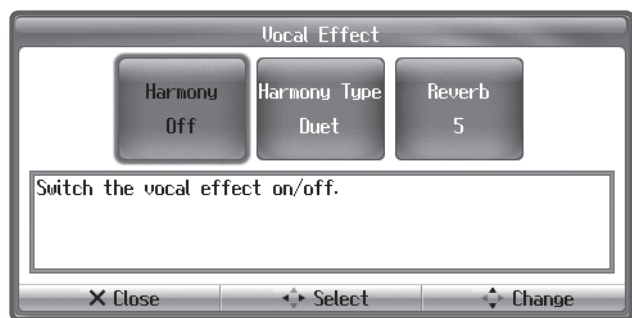 Vocal Effect
Harmony
Off
Harmony Type
Duet
Reverb
5
Switch the vocal effect on/off.
Close
Select
Change